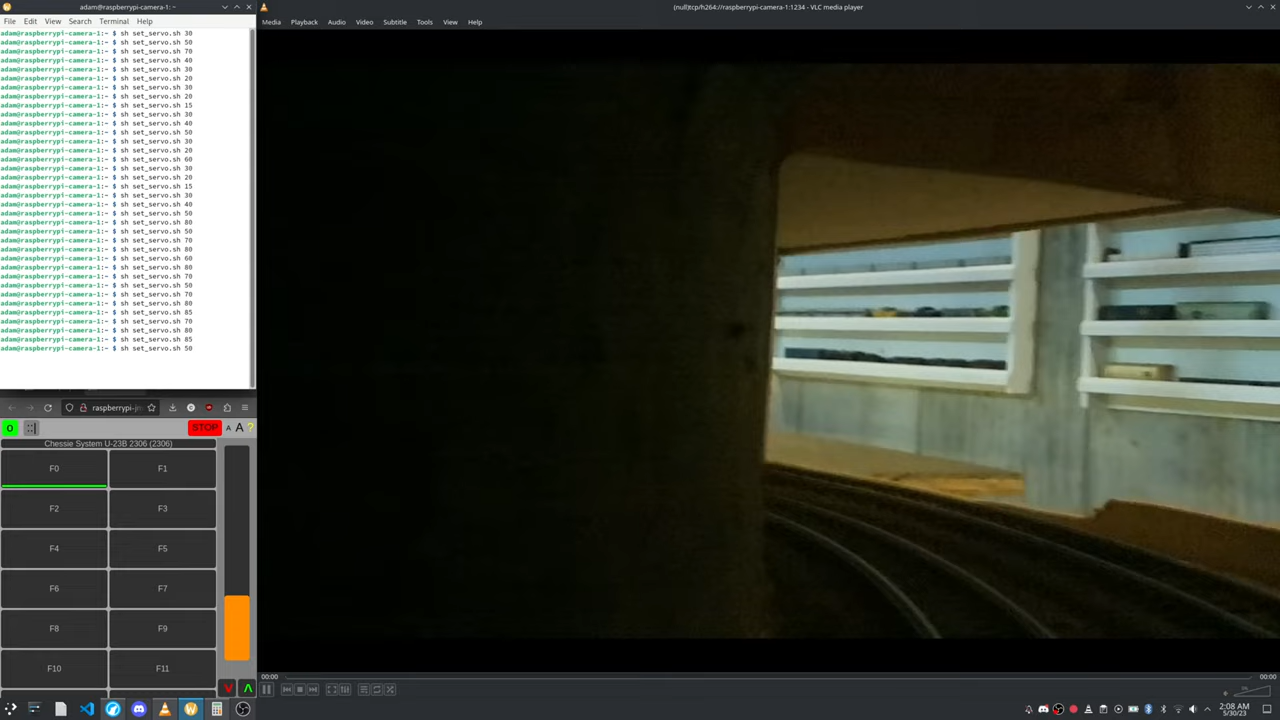 adam@raspberrypi-camera-1: ~
File Edit View Search Terminal Help
adam@raspberrypi-camera-1:~ $ sh set_servo.sh 30
adam@raspberrypi-camera-1:~ $ sh set_servo.sh 50
adam@raspberrypi-camera-1:~ $ sh set_servo.sh 70
adam@raspberrypi-camera-1:~ $ sh set_servo.sh 40
adam@raspberrypi-camera-1:~ $ sh set_servo.sh 30
adam@raspberrypi-camera-1:~ $ sh set_servo.sh 20
adam@raspberrypi-camera-1:~ $ sh set_servo.sh 30
adam@raspberrypi-camera-1:~ $ sh set_servo.sh 20
adam@raspberrypi-camera-1:~ $ sh set_servo.sh 15
adam@raspberrypi-camera-1:~ $ sh set_servo.sh 30
adam@raspberrypi-camera-1:~ $ sh set_servo.sh 40
adam@raspberrypi-camera-1:~ $ sh set_servo.sh 50
adam@raspberrypi-camera-1:~ $ sh set_servo.sh 30
adam@raspberrypi-camera-1:~ $ sh set_servo.sh 20
adam@raspberrypi-camera-1:~ $ sh set_servo.sh 60
adam@raspberrypi-camera-1:~ $ sh set_servo.sh 30
adam@raspberrypi-camera-1:~ $ sh set_servo.sh 20
adam@raspberrypi-camera-1:~ $ sh set_servo.sh 15
adam@raspberrypi-camera-1:~ $ sh set_servo.sh 30
adam@raspberrypi-camera-1:~ $ sh set_servo.sh 40
adam@raspberrypi-camera-1:~ $ sh set_servo.sh 50
adam@raspberrypi-camera-1:~ $ sh set_servo.sh 80
adam@raspberrypi-camera-1:~ $ sh set_servo.sh 50
adam@raspberrypi-camera-1:~ $ sh set_servo.sh 70
adam@raspberrypi-camera-1:~ $ sh set_servo.sh 80
adam@raspberrypi-camera-1:~ $ sh set_servo.sh 60
adam@raspberrypi-camera-1:~ $ sh set_servo.sh 80
adam@raspberrypi-camera-1:~ $ sh set_servo.sh 70
adam@raspberrypi-camera-1:~ $ sh set_servo.sh 50
adam@raspberrypi-camera-1:~ $ sh set_servo.sh 70
adam@raspberrypi-camera-1:~ $ sh set_servo.sh 80
adam@raspberrypi-camera-1:~ $ sh set_servo.sh 85
adam@raspberrypi-camera-1:~ $ sh set_servo.sh 70
adam@raspberrypi-camera-1:~ $ sh set_servo.sh 80
adam@raspberrypi-camera-1:~ $ sh set_servo.sh 85
adam@raspberrypi-camera-1:~ $ sh set_servo.sh 50
raspberrypi-j
STOP A A ?
Chessie System U-23B 2306 (2306)
F0 F1
F2 F3
F4 F5
F6 F7
F8 F9
F10 F11
(null)tcp/h264://raspberrypi-camera-1:1234 - VLC media player
Media Playback Audio Video Subtitle Tools View Help
00:00 00:00
2:08 AM
5/30/23